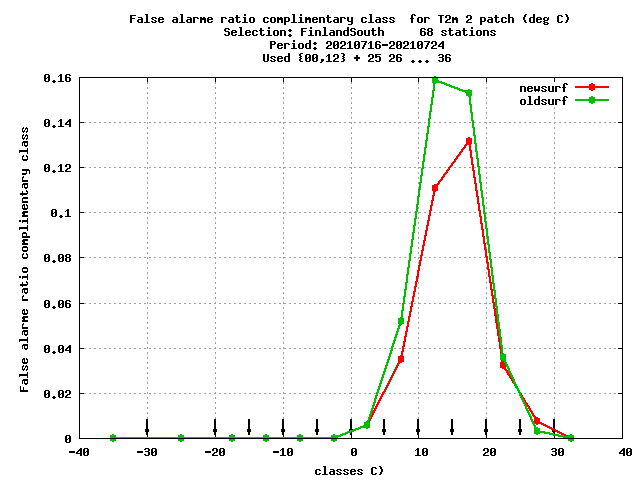 False alarme ratio complimentary class  for T2m 2 patch (deg C)
Selection: FinlandSouth     68 stations
Period: 20210716-20210724
Used {00,12} + 25 26 ... 36
newsurf
oldsurf
False alarme ratio complimentary class
0.16
0.14
0.12
0.1
0.08
0.06
0.04
0.02
0
-40 -30 -20 -10 0 10 20 30 40
classes C)